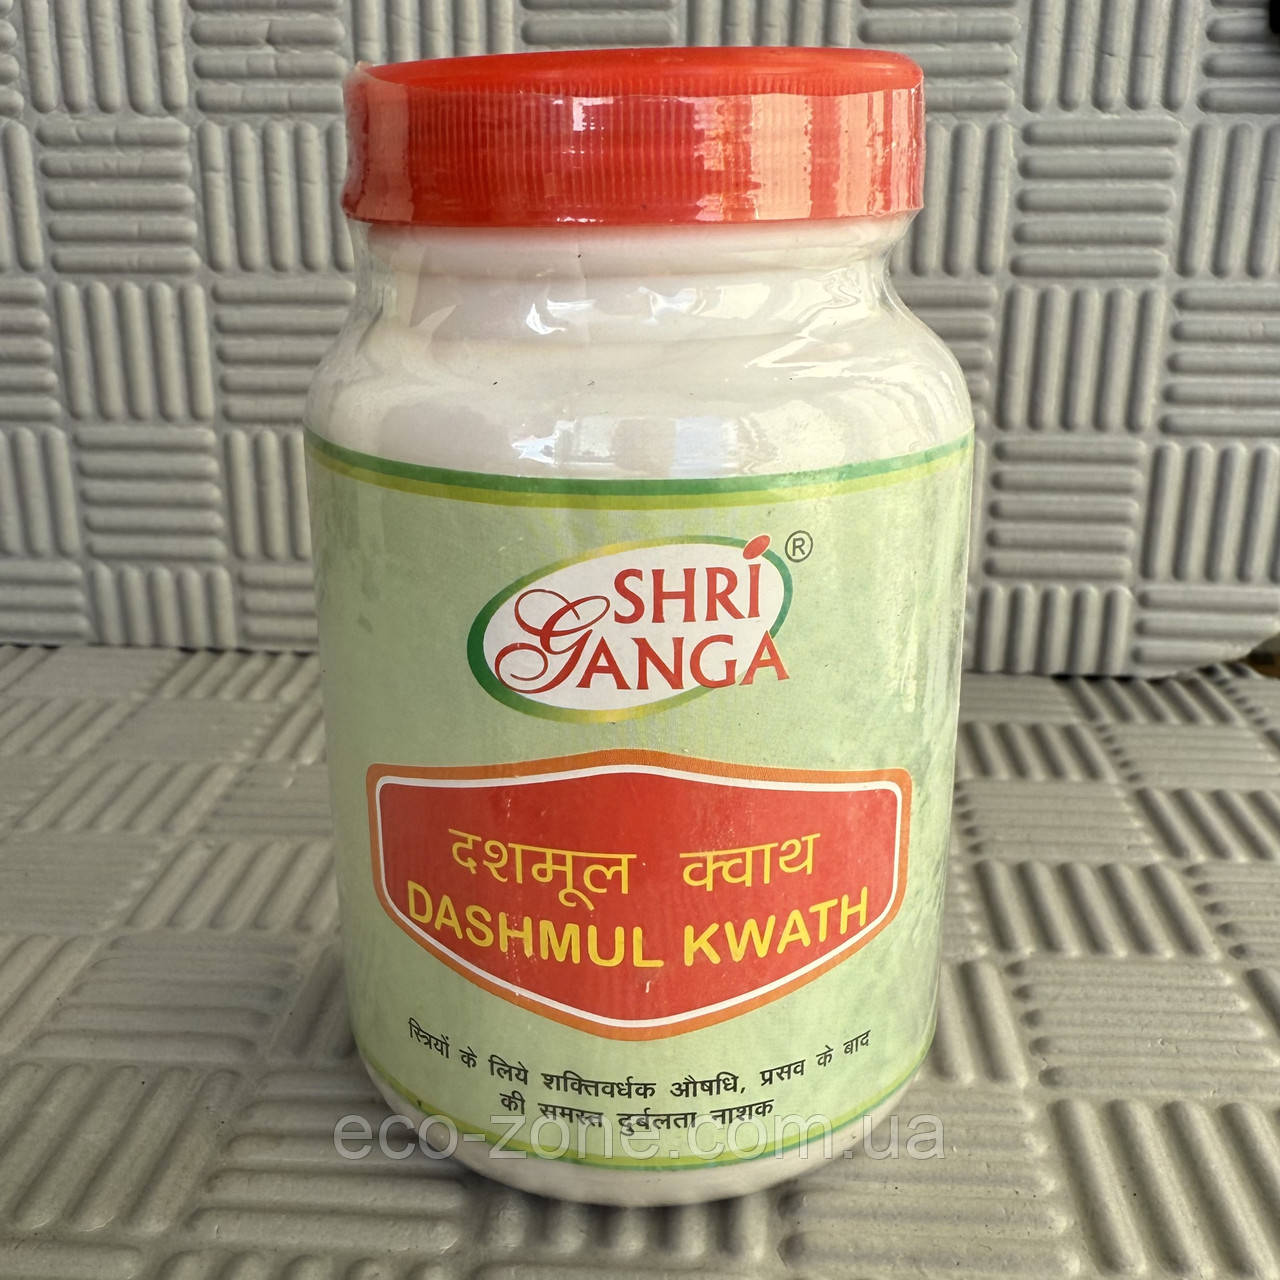 SHRI ®
GANGA
दशमूल क्वाथ
DASHMUL KWATH
स्त्रियों के लिये शक्तिवर्धक औषधि, प्रसव के बाद
की समस्त दुर्बलता नाशक
eco-zone.com.ua